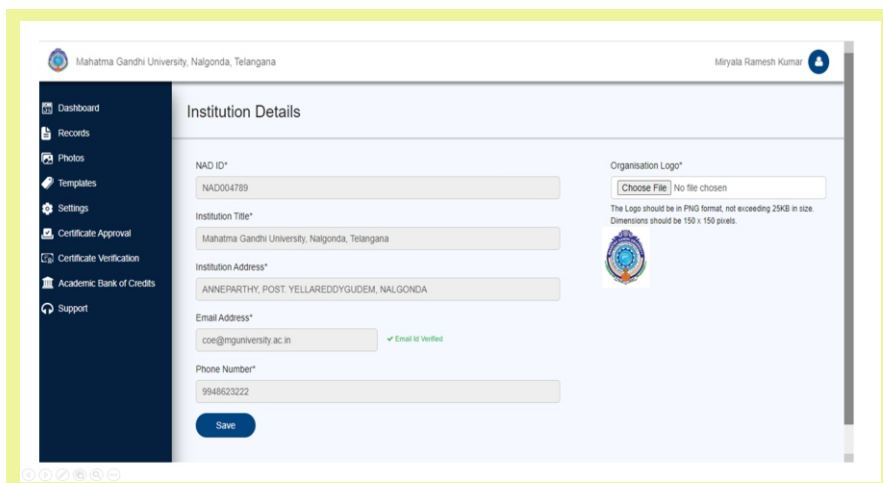 Mahatma Gandhi University, Nalgonda, Telangana
Miryala Ramesh Kumar
Dashboard
Records
Photos
Templates
Settings
Certificate Approval
Certificate Verification
Academic Bank of Credits
Support
Institution Details
NAD ID*
NAD004789
Institution Title*
Mahatma Gandhi University, Nalgonda, Telangana
Institution Address*
ANNEPARTHY, POST. YELLAREDDYGUDEM, NALGONDA
Email Address*
coe@mguniversity.ac.in
Email Id Verified
Phone Number*
9948623222
Save
Organisation Logo*
Choose File No file chosen
The Logo should be in PNG format, not exceeding 25KB in size.
Dimensions should be 150 x 150 pixels.